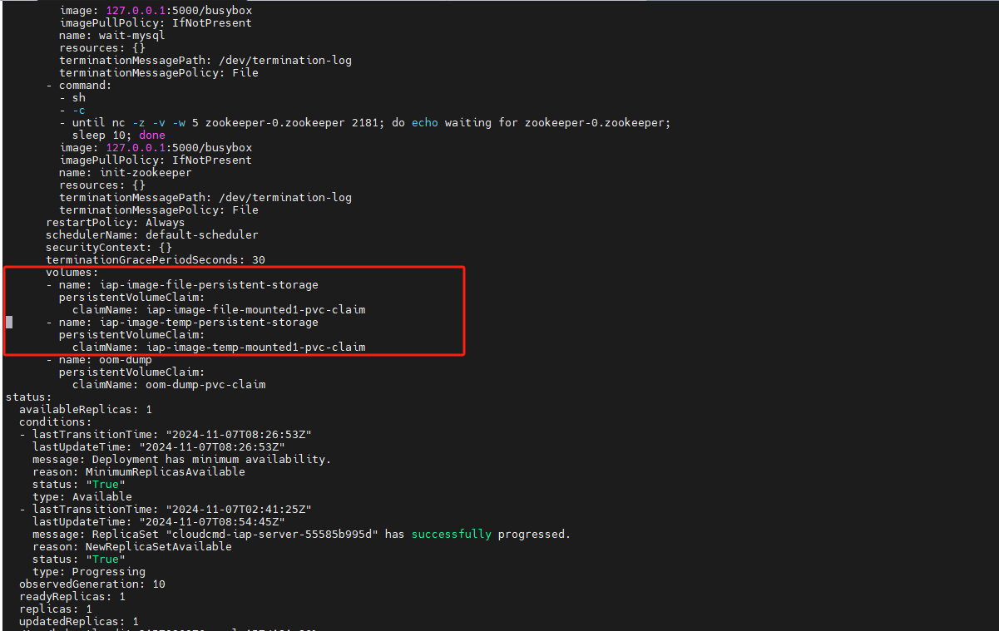 image: 127.0.0.1:5000/busybox
imagePullPolicy: IfNotPresent
name: wait-mysql
resources: {}
terminationMessagePath: /dev/termination-log
terminationMessagePolicy: File
- command:
- sh
- -c
- until nc -z -v -w 5 zookeeper-0.zookeeper 2181; do echo waiting for zookeeper-0.zookeeper;
sleep 10; done
image: 127.0.0.1:5000/busybox
imagePullPolicy: IfNotPresent
name: init-zookeeper
resources: {}
terminationMessagePath: /dev/termination-log
terminationMessagePolicy: File
restartPolicy: Always
schedulerName: default-scheduler
securityContext: {}
terminationGracePeriodSeconds: 30
volumes:
- name: iap-image-file-persistent-storage
persistentVolumeClaim:
claimName: iap-image-file-mounted1-pvc-claim
- name: iap-image-temp-persistent-storage
persistentVolumeClaim:
claimName: iap-image-temp-mounted1-pvc-claim
- name: oom-dump
persistentVolumeClaim:
claimName: oom-dump-pvc-claim
status:
availableReplicas: 1
conditions:
- lastTransitionTime: "2024-11-07T08:26:53Z"
lastUpdateTime: "2024-11-07T08:26:53Z"
message: Deployment has minimum availability.
reason: MinimumReplicasAvailable
status: "True"
type: Available
- lastTransitionTime: "2024-11-07T02:41:25Z"
lastUpdateTime: "2024-11-07T08:54:45Z"
message: ReplicaSet "cloudcmd-iap-server-55585b995d" has successfully progressed.
reason: NewReplicaSetAvailable
status: "True"
type: Progressing
observedGeneration: 10
readyReplicas: 1
replicas: 1
updatedReplicas: 1